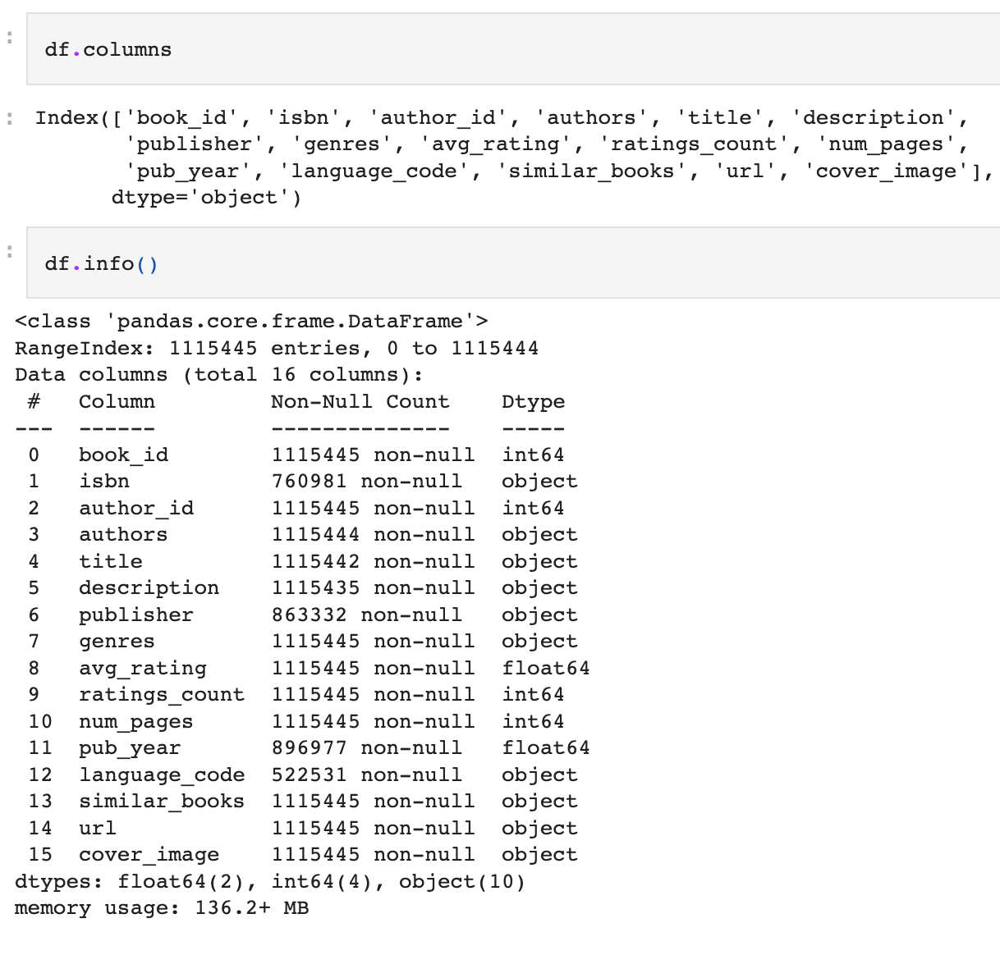 :
df.columns
:
Index(['book_id', 'isbn', 'author_id', 'authors', 'title', 'description',
'publisher', 'genres', 'avg_rating', 'ratings_count', 'num_pages',
'pub_year', 'language_code', 'similar_books', 'url', 'cover_image'],
dtype='object')
:
df.info()
<class 'pandas.core.frame.DataFrame'>
RangeIndex: 1115445 entries, 0 to 1115444
Data columns (total 16 columns):
# Column Non-Null Count Dtype
--- ------ -------------- -----
0 book_id 1115445 non-null int64
1 isbn 760981 non-null object
2 author_id 1115445 non-null int64
3 authors 1115444 non-null object
4 title 1115442 non-null object
5 description 1115435 non-null object
6 publisher 863332 non-null object
7 genres 1115445 non-null object
8 avg_rating 1115445 non-null float64
9 ratings_count 1115445 non-null int64
10 num_pages 1115445 non-null int64
11 pub_year 896977 non-null float64
12 language_code 522531 non-null object
13 similar_books 1115445 non-null object
14 url 1115445 non-null object
15 cover_image 1115445 non-null object
dtypes: float64(2), int64(4), object(10)
memory usage: 136.2+ MB